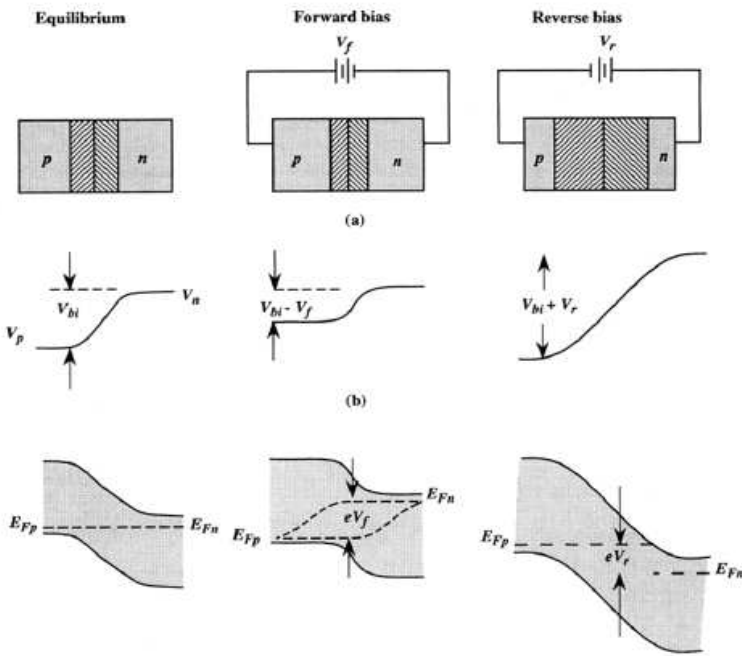 Equilibrium
Forward bias
Reverse bias
V_f
V_r
p
n
p
n
p
n
(a)
V_bi
V_n
V_p
V_bi - V_f
V_bi + V_r
(b)
E_Fp
E_Fn
E_Fp
eV_f
E_Fn
E_Fp
eV_r
E_Fn